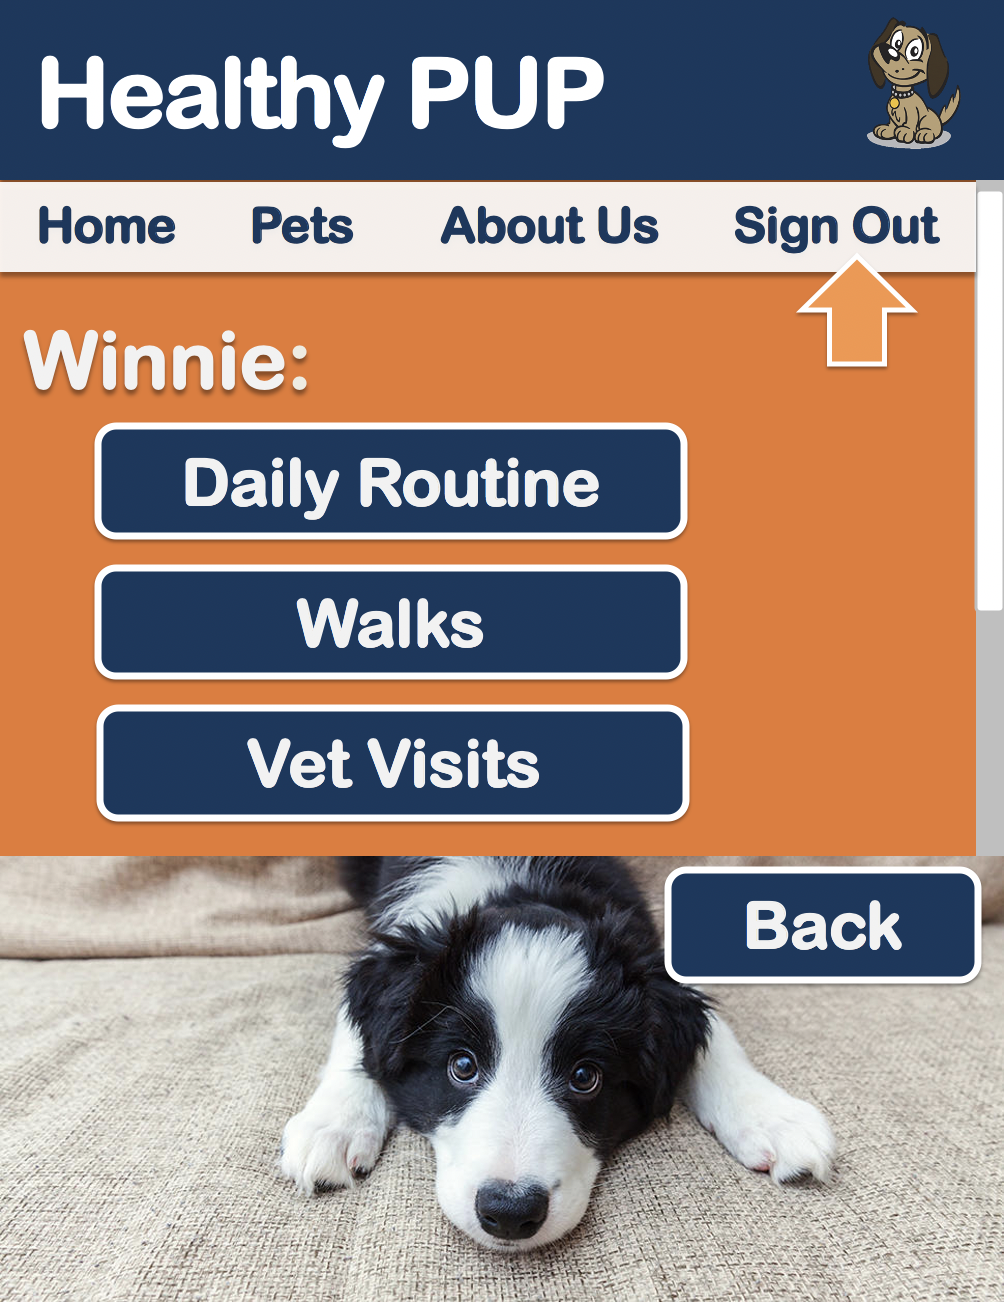 Healthy PUP
Home Pets About Us Sign Out
Winnie:
Daily Routine
Walks
Vet Visits
Back